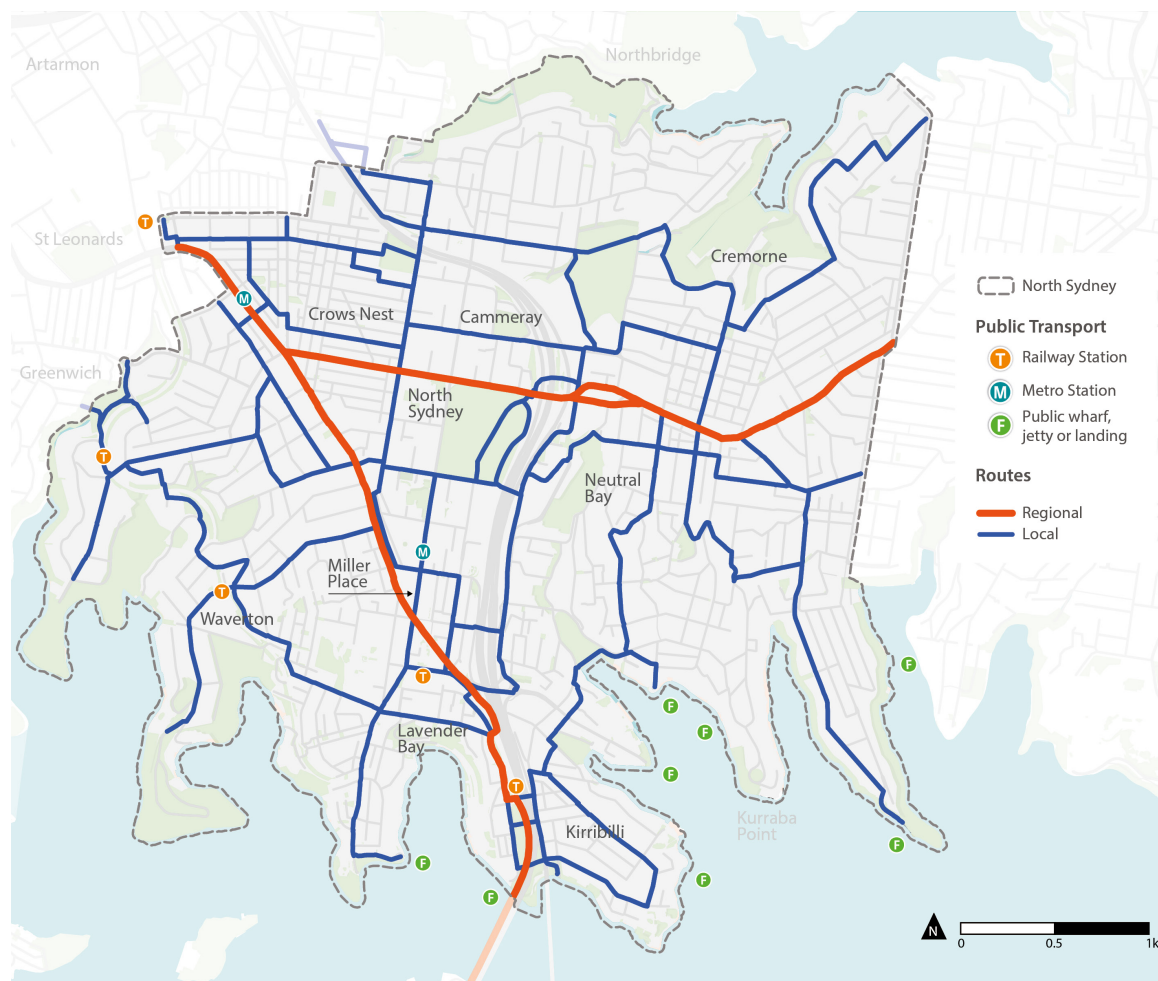 Northbridge
Artarmon
T
St Leonards
Cremorne
North Sydney
M
Crows Nest
Cammeray
Public Transport
T
Railway Station
Greenwich
M
Metro Station
North
Sydney
F
Public wharf,
jetty or landing
T
Neutral
Bay
Routes
Regional
Local
M
Miller
Place
T
Waverton
F
T
F
Lavender
Bay
F
F
T
Kurraba
Point
Kirribilli
F
F
F
F
N
0
0.5
1k